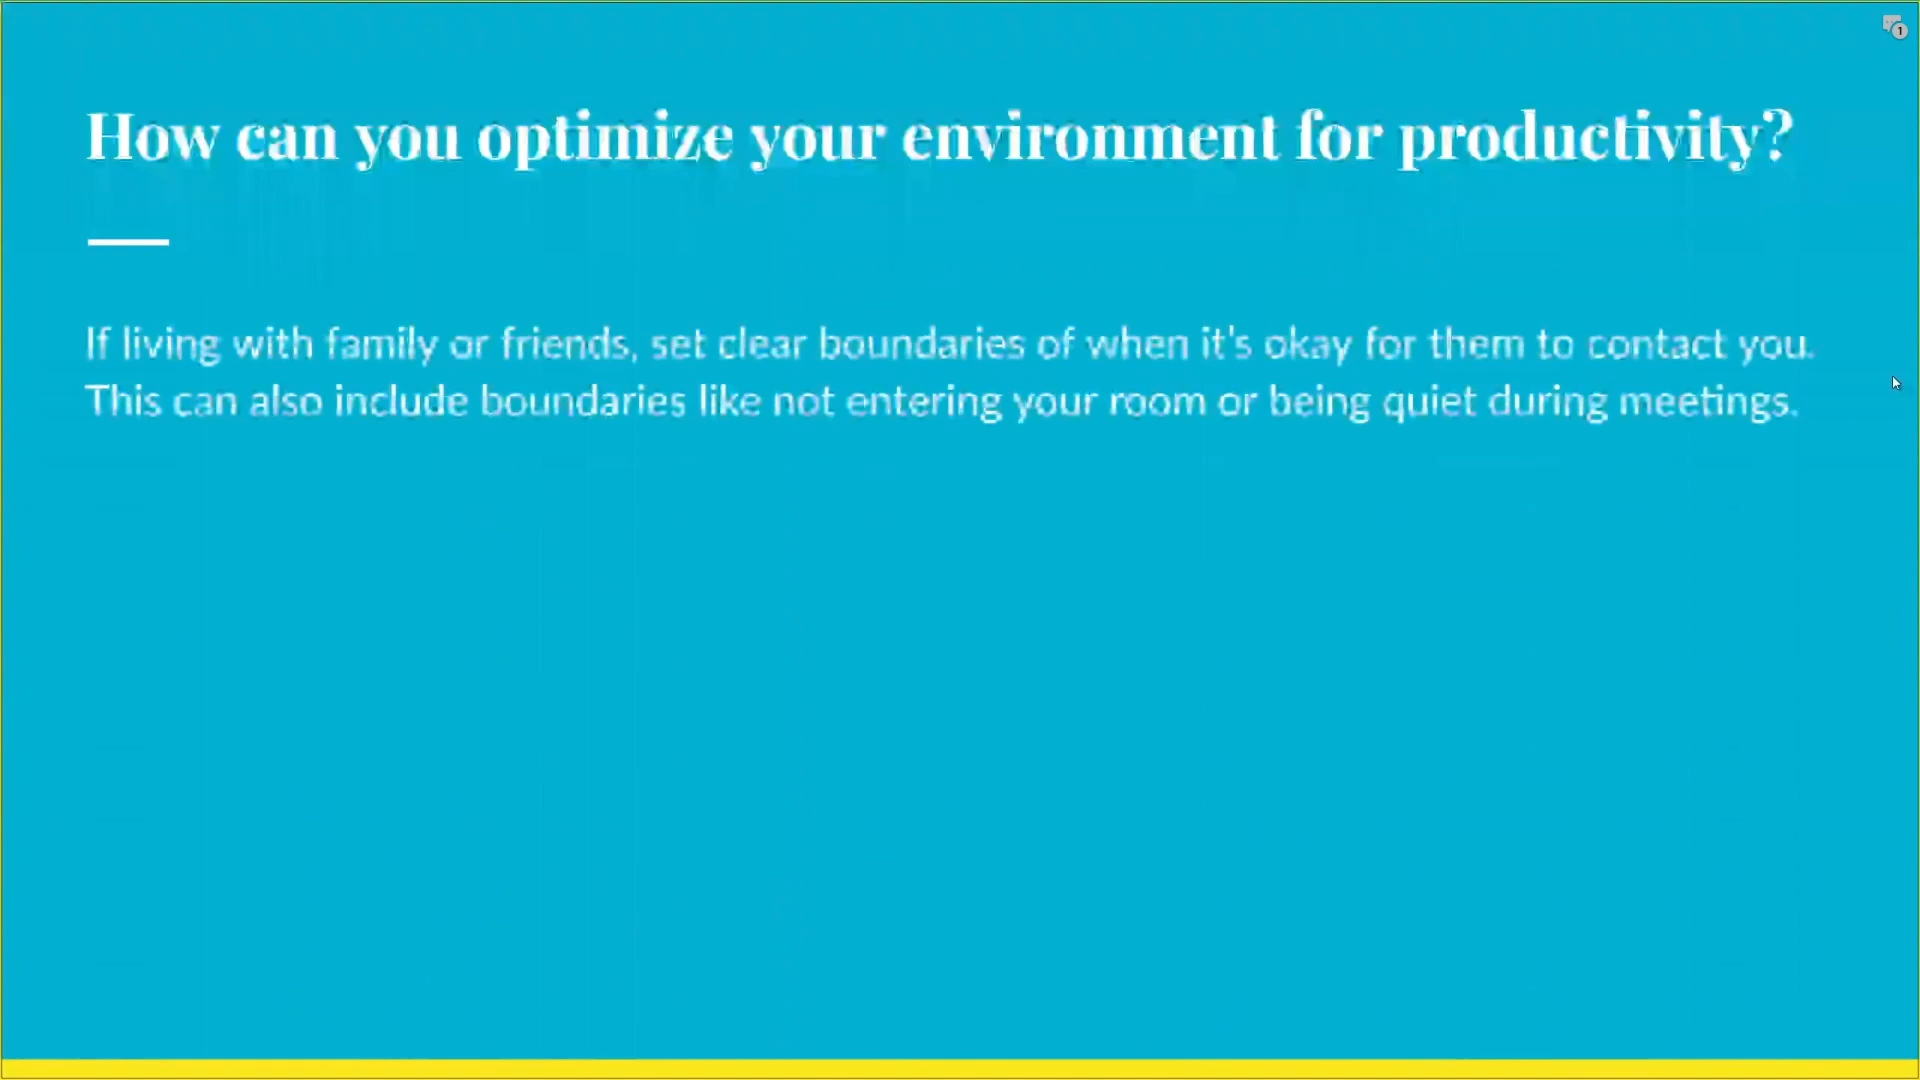 1
How can you optimize your environment for productivity?
If living with family or friends, set clear boundaries of when it's okay for them to contact you.
This can also include boundaries like not entering your room or being quiet during meetings.